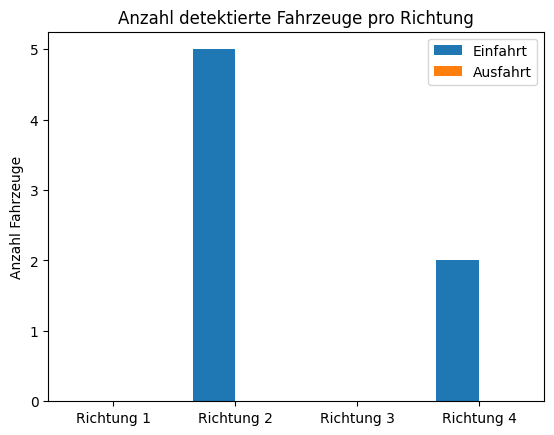 Anzahl detektierte Fahrzeuge pro Richtung
Einfahrt
Ausfahrt
Anzahl Fahrzeuge
5
4
3
2
1
0
Richtung 1 Richtung 2 Richtung 3 Richtung 4